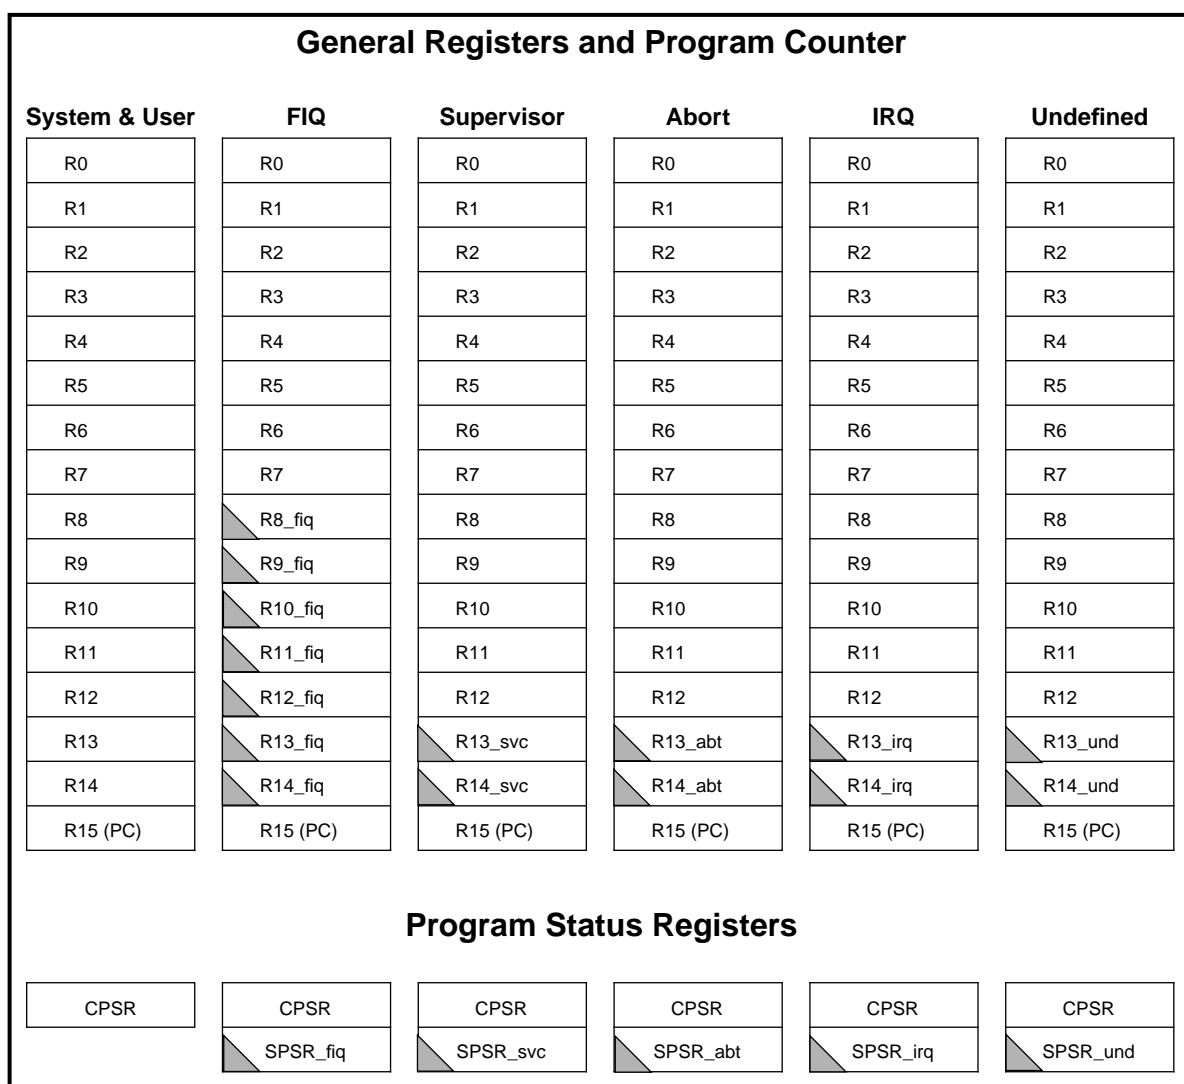 General Registers and Program Counter
System & User FIQ Supervisor Abort IRQ Undefined
R0 R0 R0 R0 R0 R0
R1 R1 R1 R1 R1 R1
R2 R2 R2 R2 R2 R2
R3 R3 R3 R3 R3 R3
R4 R4 R4 R4 R4 R4
R5 R5 R5 R5 R5 R5
R6 R6 R6 R6 R6 R6
R7 R7 R7 R7 R7 R7
R8 R8_fiq R8 R8 R8 R8
R9 R9_fiq R9 R9 R9 R9
R10 R10_fiq R10 R10 R10 R10
R11 R11_fiq R11 R11 R11 R11
R12 R12_fiq R12 R12 R12 R12
R13 R13_fiq R13_svc R13_abt R13_irq R13_und
R14 R14_fiq R14_svc R14_abt R14_irq R14_und
R15 (PC) R15 (PC) R15 (PC) R15 (PC) R15 (PC) R15 (PC)
Program Status Registers
CPSR CPSR CPSR CPSR CPSR CPSR
SPSR_fiq SPSR_svc SPSR_abt SPSR_irq SPSR_und